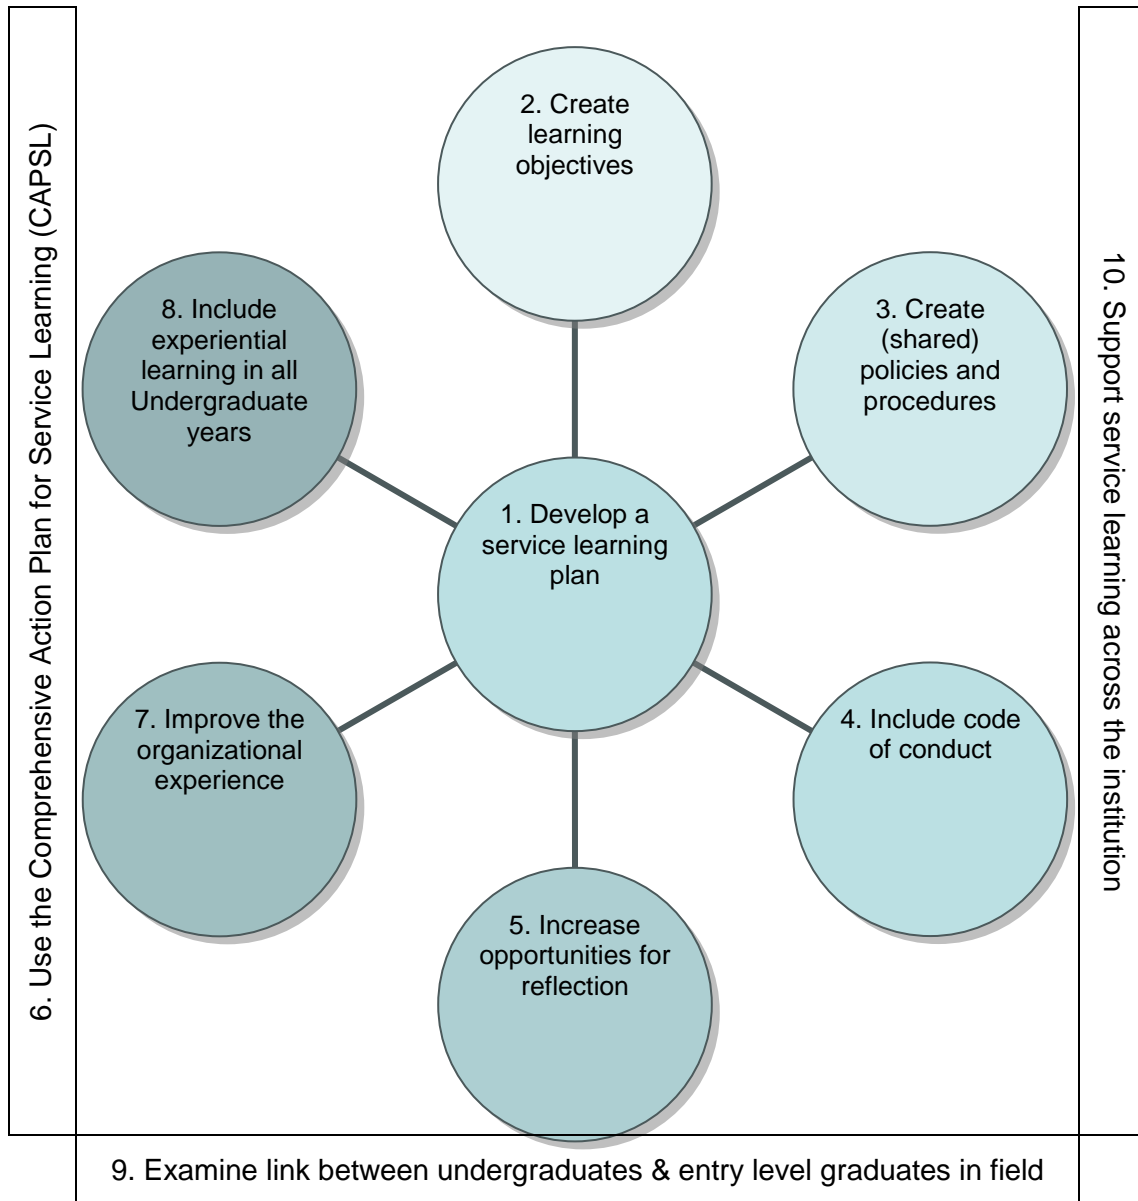 6. Use the Comprehensive Action Plan for Service Learning (CAPSL)
2. Create
learning
objectives
8. Include
experiential
learning in all
Undergraduate
years
3. Create
(shared)
policies and
procedures
1. Develop a
service learning
plan
7. Improve the
organizational
experience
4. Include code
of conduct
5. Increase
opportunities for
reflection
10. Support service learning across the institution
9. Examine link between undergraduates & entry level graduates in field